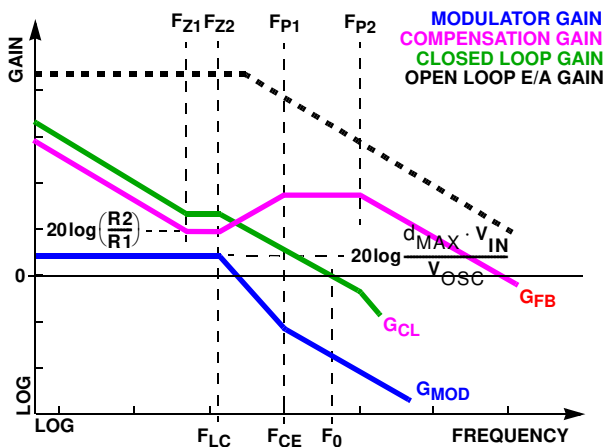 F_Z1 F_Z2 F_P1 F_P2
MODULATOR GAIN
COMPENSATION GAIN
CLOSED LOOP GAIN
OPEN LOOP E/A GAIN
GAIN
20log(R2/R1)
20log d_MAX · V_IN / V_OSC
0
G_FB
G_CL
G_MOD
LOG
LOG
F_LC F_CE F_0
FREQUENCY